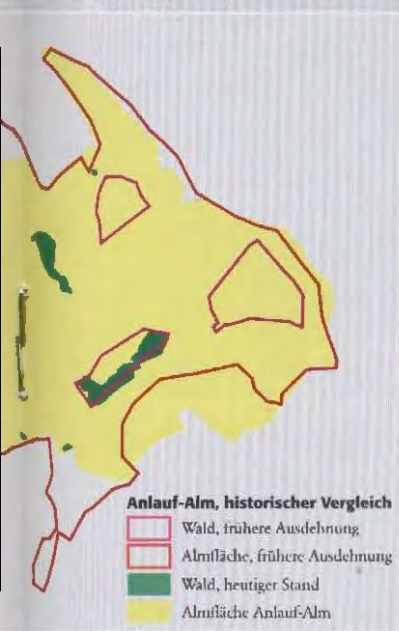 Anlauf-Alm, historischer Vergleich
Wald, frühere Ausdehnung
Almfläche, frühere Ausdehnung
Wald, heutiger Stand
Almfläche Anlauf-Alm